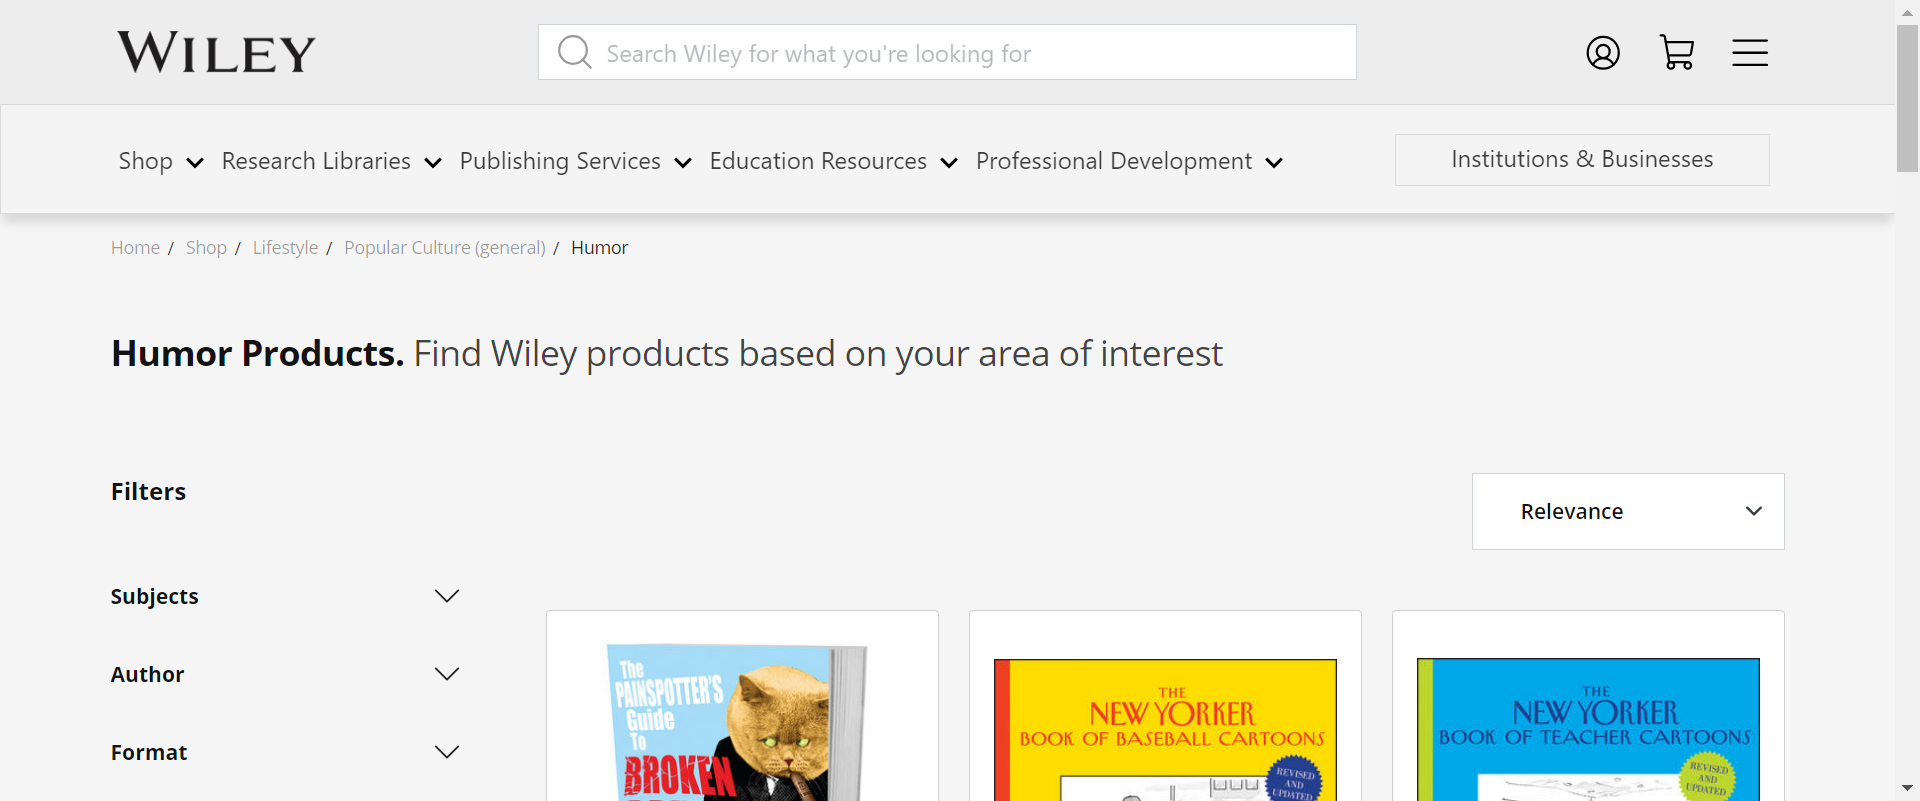 WILEY
Search Wiley for what you're looking for
Shop Research Libraries Publishing Services Education Resources Professional Development Institutions & Businesses
Home / Shop / Lifestyle / Popular Culture (general) / Humor
Humor Products. Find Wiley products based on your area of interest
Filters
Relevance
Subjects
Author
Format
The
PAINSPOTTER'S
Guide
To
BROKEN
THE
NEW YORKER
BOOK OF BASEBALL CARTOONS
REVISED
AND
UPDATED
THE
NEW YORKER
BOOK OF TEACHER CARTOONS
REVISED
AND
UPDATED